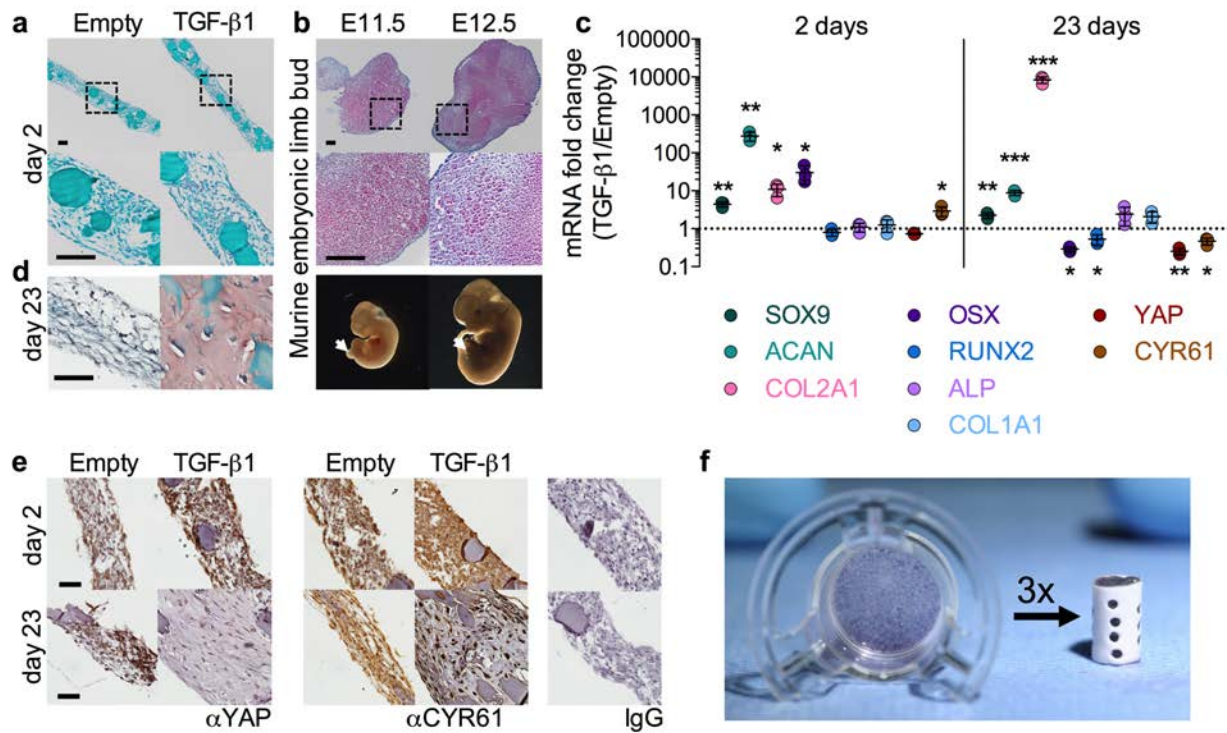 a
Empty TGF-β1
day 2
b
E11.5 E12.5
Murine embryonic limb bud
d
day 23
c
2 days 23 days
mRNA fold change
(TGF-β1/Empty)
100000
10000
1000
100
10
1
0.1
** ** * * * ** *** *** * * ** *
SOX9
ACAN
COL2A1
OSX
RUNX2
ALP
COL1A1
YAP
CYR61
e
Empty TGF-β1 Empty TGF-β1
day 2
day 23
αYAP αCYR61 IgG
f
3x